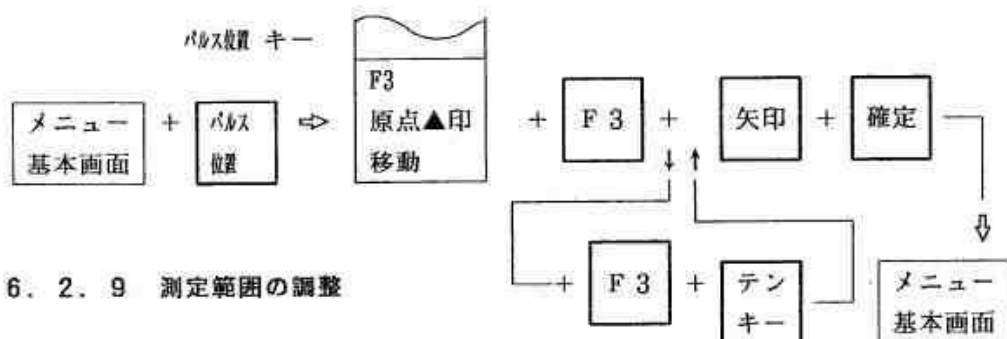 パルス位置 キー
メニュー
基本画面
+
パルス
位置
⇨
F3
原点▲印
移動
+
F3
+
矢印
+
確定
↓ ↑
⇩
+
F3
+
テン
キー
メニュー
基本画面
6.2.9 測定範囲の調整